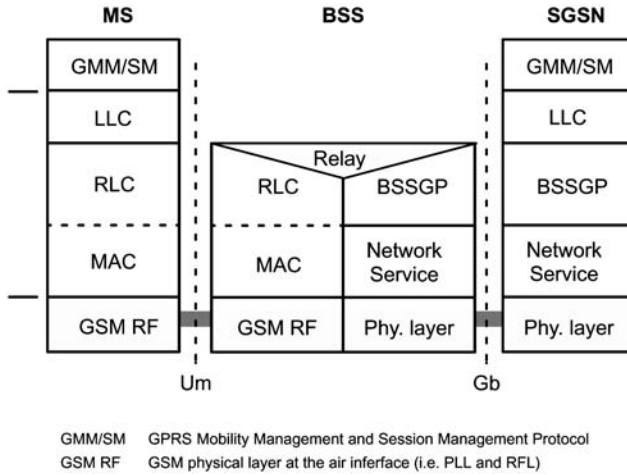 MS BSS SGSN
GMM/SM GMM/SM
LLC LLC
Relay
RLC RLC BSSGP BSSGP
MAC MAC Network Service Network Service
GSM RF GSM RF Phy. layer Phy. layer
Um Gb
GMM/SM GPRS Mobility Management and Session Management Protocol
GSM RF GSM physical layer at the air inferface (i.e. PLL and RFL)